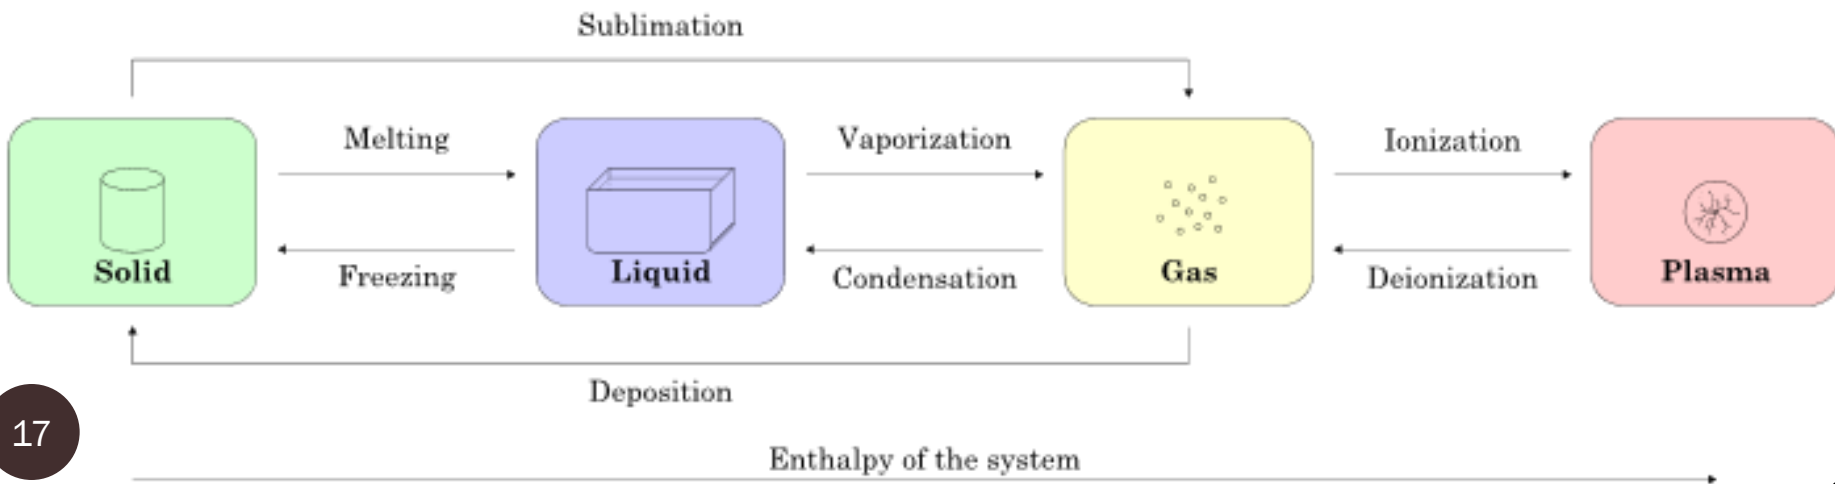 Sublimation
Melting
Vaporization
Ionization
Solid
Liquid
Gas
Plasma
Freezing
Condensation
Deionization
Deposition
17
Enthalpy of the system